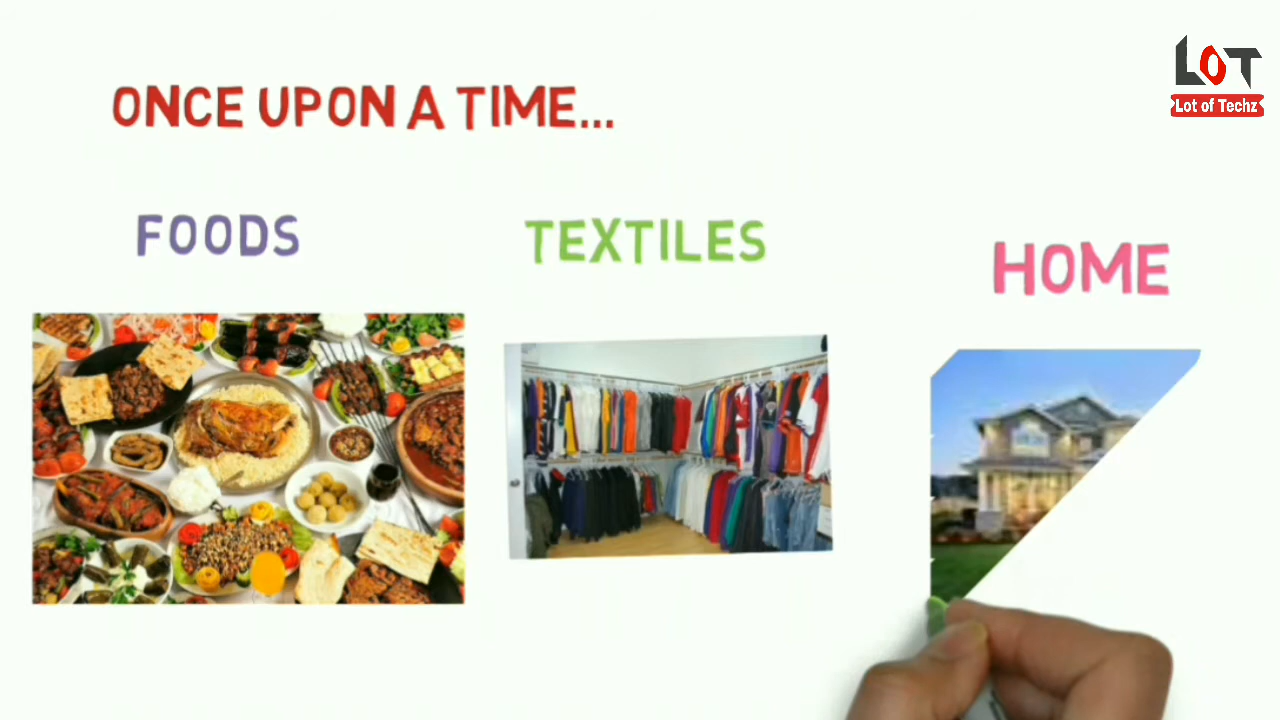 LOT
Lot of Techz
ONCE UPON A TIME...
FOODS
TEXTILES
HOME